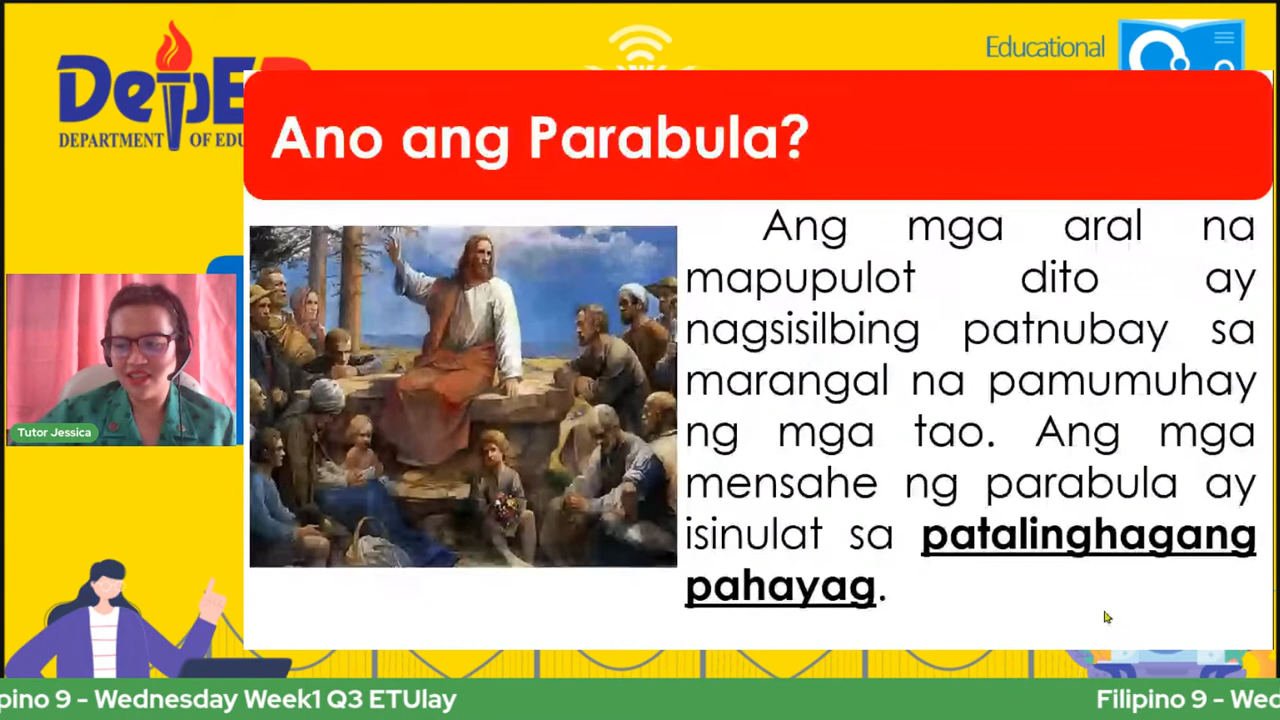 DepE
DEPARTMENT OF EDU
Educational
Ano ang Parabula?
Ang mga aral na
mapupulot dito ay
nagsisilbing patnubay sa
marangal na pamumuhay
ng mga tao. Ang mga
mensahe ng parabula ay
isinulat sa patalinghagang
pahayag.
Tutor Jessica
pino 9 - Wednesday Week1 Q3 ETUlay
Filipino 9 - Wed